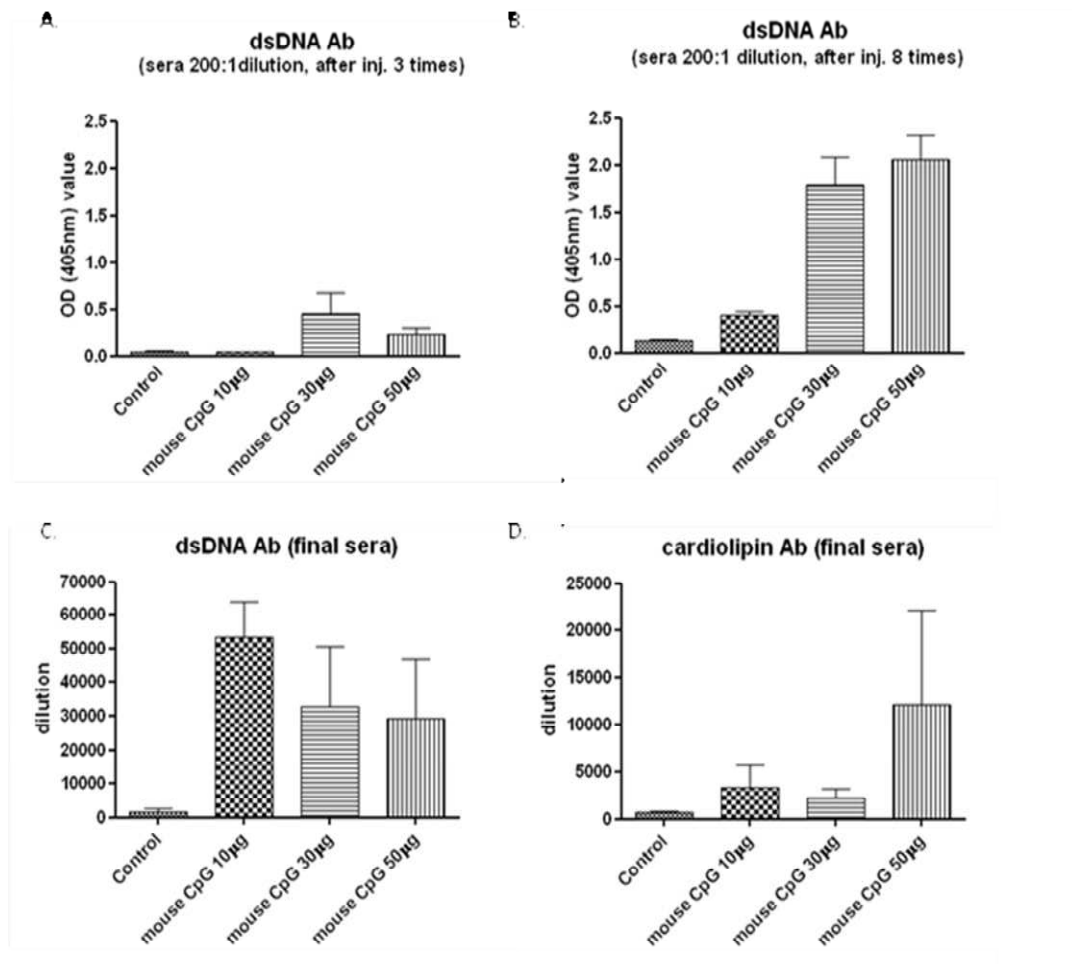 A.
dsDNA Ab
(sera 200:1dilution, after inj. 3 times)
OD (405nm) value
2.5
2.0
1.5
1.0
0.5
0.0
Control
mouse CpG 10µg
mouse CpG 30µg
mouse CpG 50µg
B.
dsDNA Ab
(sera 200:1 dilution, after inj. 8 times)
OD (405nm) value
2.5
2.0
1.5
1.0
0.5
0.0
Control
mouse CpG 10µg
mouse CpG 30µg
mouse CpG 50µg
C.
dsDNA Ab (final sera)
dilution
70000
60000
50000
40000
30000
20000
10000
0
Control
mouse CpG 10µg
mouse CpG 30µg
mouse CpG 50µg
D.
cardiolipin Ab (final sera)
dilution
25000
20000
15000
10000
5000
0
Control
mouse CpG 10µg
mouse CpG 30µg
mouse CpG 50µg